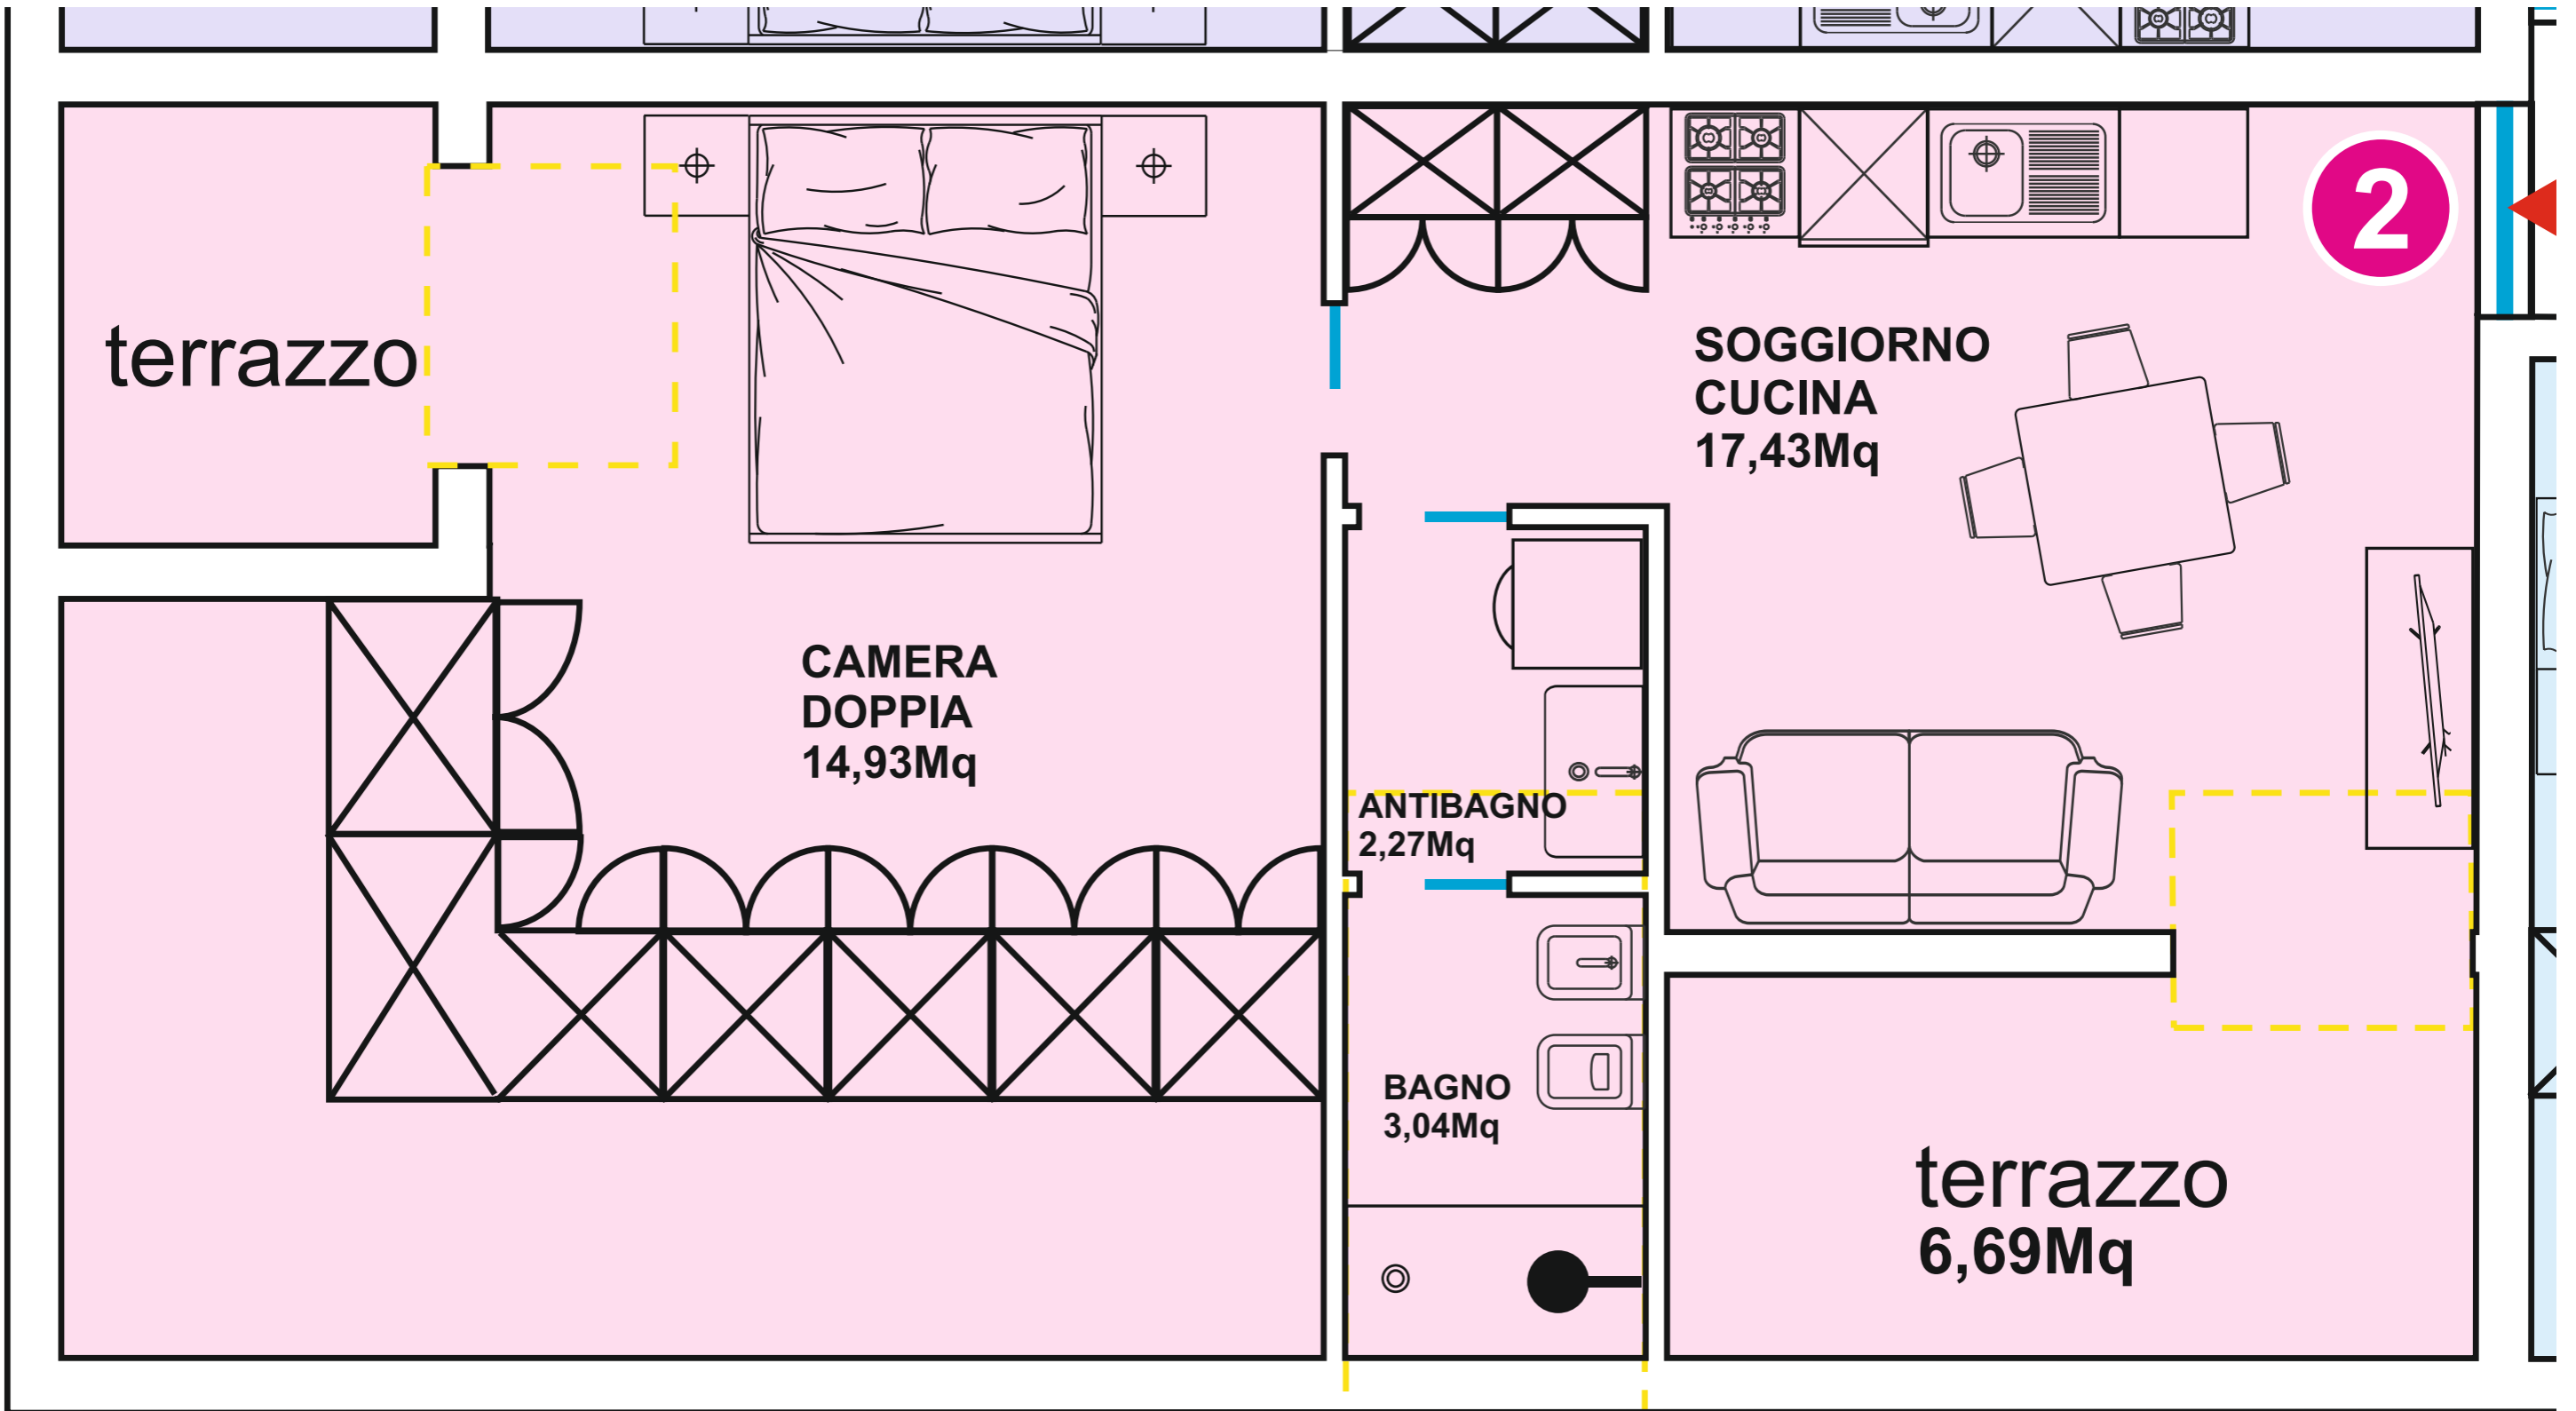 2
terrazzo
SOGGIORNO
CUCINA
17,43Mq
CAMERA
DOPPIA
14,93Mq
ANTIBAGNO
2,27Mq
BAGNO
3,04Mq
terrazzo
6,69Mq